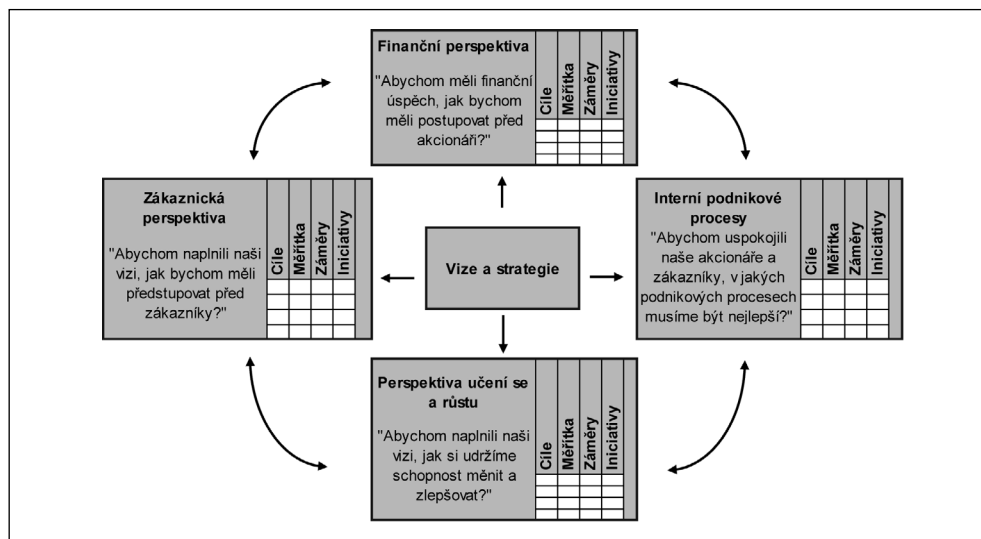 Finanční perspektiva
"Abychom měli finanční
úspěch, jak bychom
měli postupovat před
akcionáři?"
Cíle
Měřítka
Záměry
Iniciativy
Zákaznická
perspektiva
"Abychom naplnili naši
vizi, jak bychom měli
předstupovat před
zákazníky?"
Cíle
Měřítka
Záměry
Iniciativy
Vize a strategie
Interní podnikové
procesy
"Abychom uspokojili
naše akcionáře a
zákazníky, v jakých
podnikových procesech
musíme být nejlepší?"
Cíle
Měřítka
Záměry
Iniciativy
Perspektiva učení se
a růstu
"Abychom naplnili naši
vizi, jak si udržíme
schopnost měnit a
zlepšovat?"
Cíle
Měřítka
Záměry
Iniciativy